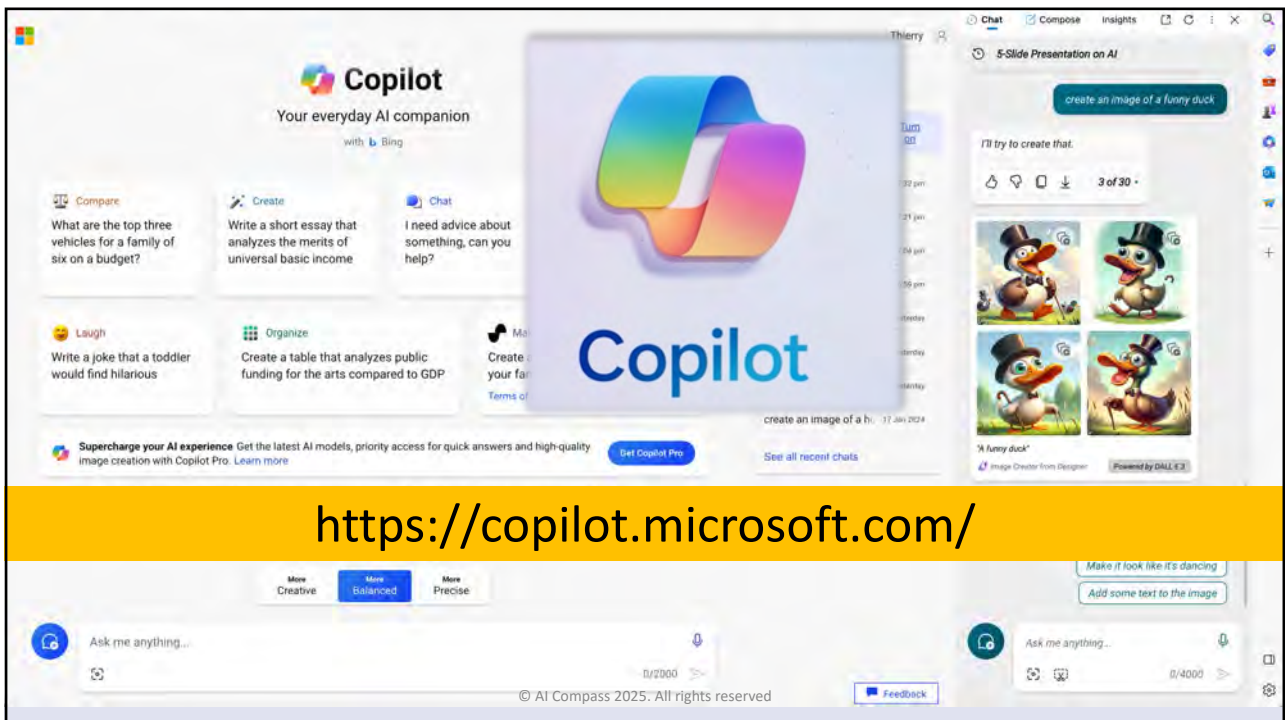 Thierry
Copilot
Your everyday AI companion
with b Bing
Compare
What are the top three
vehicles for a family of
six on a budget?
Create
Write a short essay that
analyzes the merits of
universal basic income
Chat
I need advice about
something, can you
help?
Laugh
Write a joke that a toddler
would find hilarious
Organize
Create a table that analyzes public
funding for the arts compared to GDP
Create
your
Terms of
Copilot
Turn
on
create an image of a 17 Jan 2024
See all recent chats
Supercharge your AI experience Get the latest AI models, priority access for quick answers and high-quality
image creation with Copilot Pro. Learn more
Get Copilot Pro
Chat Compose Insights
5-Slide Presentation on AI
create an image of a funny duck
I'll try to create that.
3 of 30
"A funny duck"
Image Creator from Designer
Powered by DALL·E 3
https://copilot.microsoft.com/
More
Creative
More
Balanced
More
Precise
Ask me anything...
0/2000
Make it look like it's dancing
Add some text to the image
Ask me anything...
0/4000
© AI Compass 2025. All rights reserved
Feedback